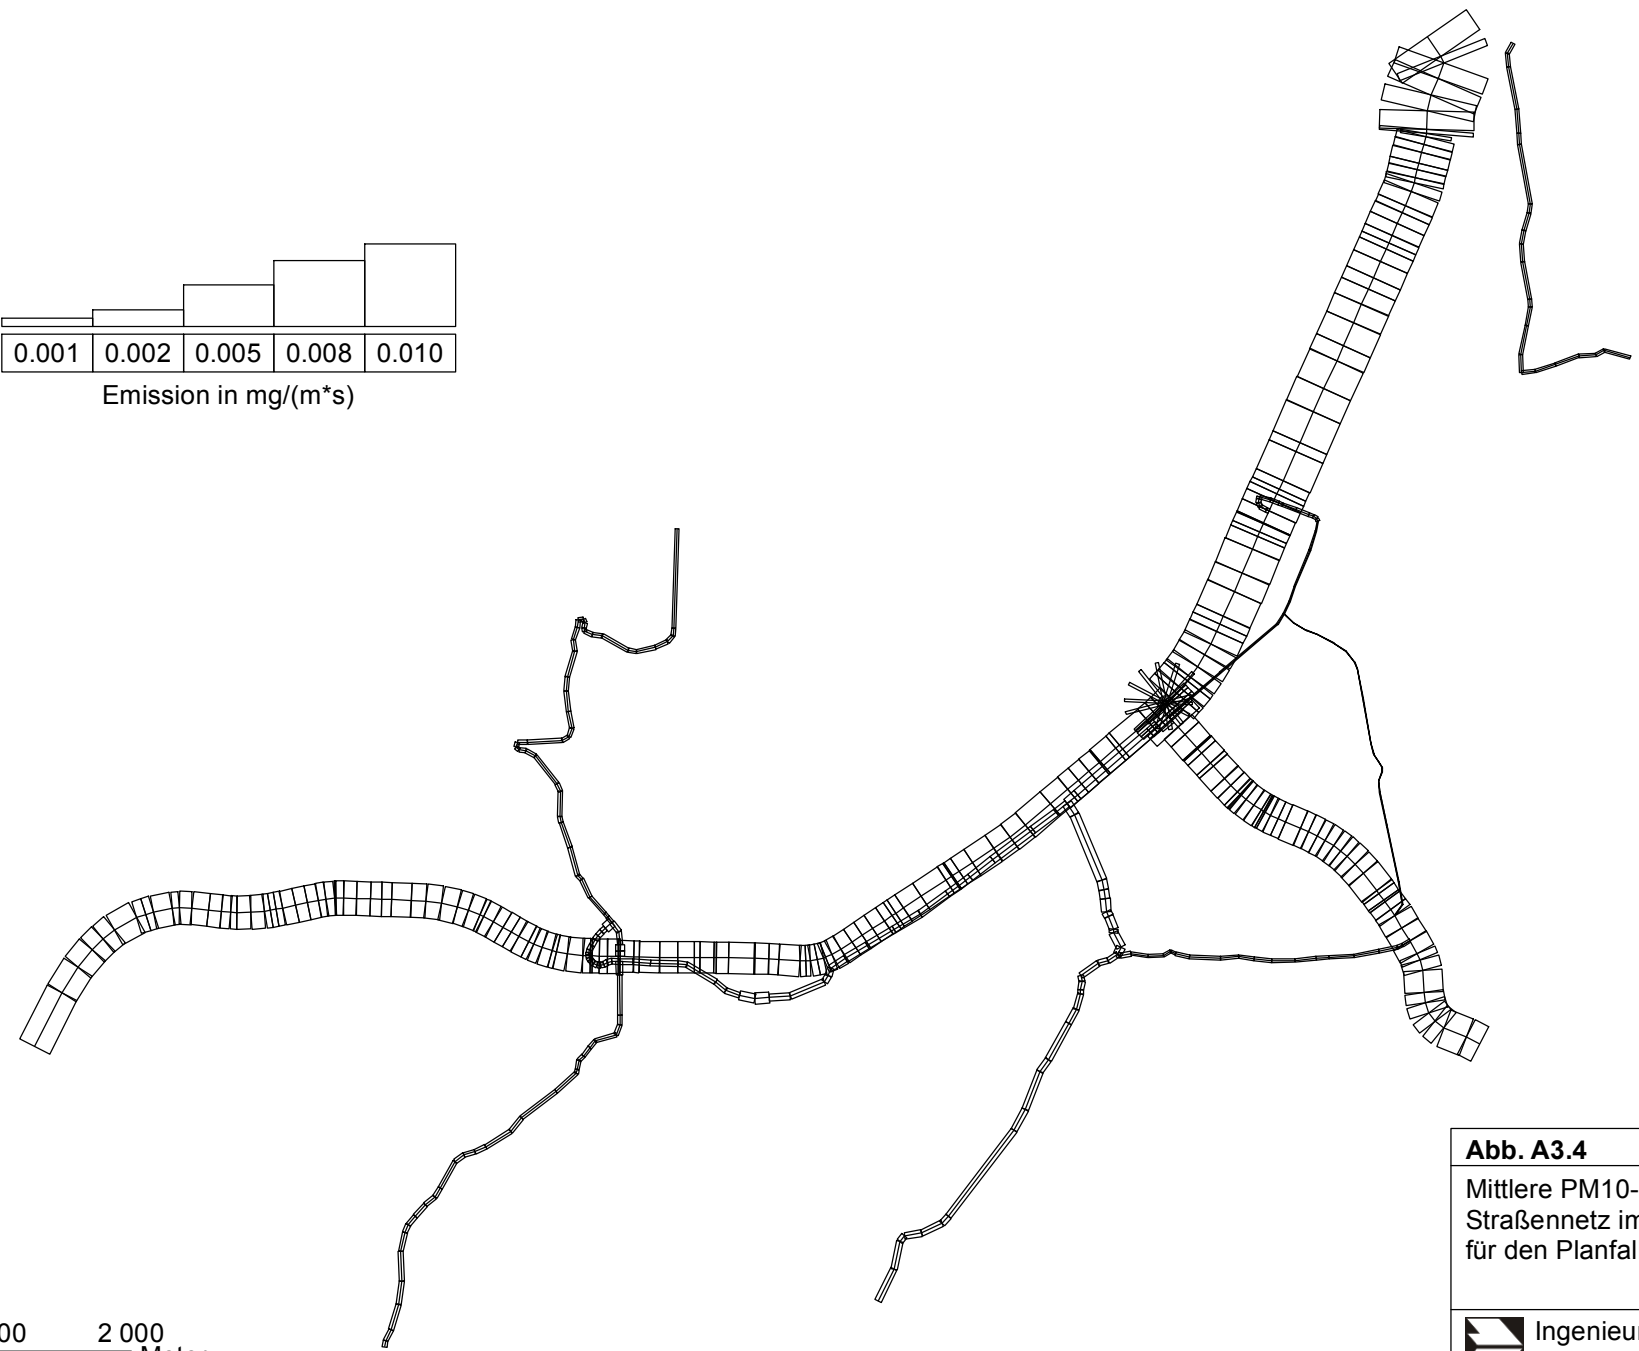 0.001 0.002 0.005 0.008 0.010
Emission in mg/(m*s)
Abb. A3.4
Mittlere PM10-
Straßennetz im
für den Planfal
00 2 000
Ingenieur